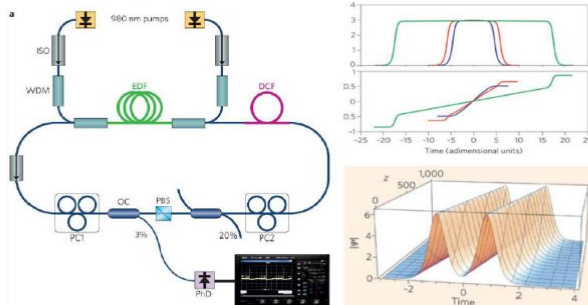 a
980 nm pumps
ISO
WDM
EDF
DCF
PC1
OC
PBS
PC2
3%
20%
PhD
4
3
2
1
0
1
0.5
0
0.5
1
-25 -20 -15 -10 -5 0 5 10 15 20 25
Time (adimensional units)
1,000
z
500
0
6
4
2
0
|ψ|
-2 0 2
Time